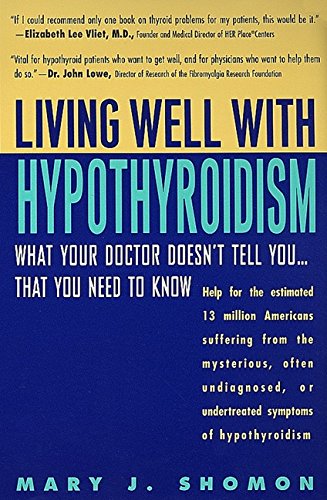 "If I could recommend only one book on thyroid problems for my patients, this would be it."
—Elizabeth Lee Vliet, M.D., Founder and Medical Director of HER Place®Centers
"Vital for hypothyroid patients who want to get well, and for physicians who want to help them
do so." —Dr. John Lowe, Director of Research of the Fibromyalgia Research Foundation
LIVING WELL WITH
HYPOTHYROIDISM
WHAT YOUR DOCTOR DOESN'T TELL YOU...
THAT YOU NEED TO KNOW
Help for the estimated
13 million Americans
suffering from the
mysterious, often
undiagnosed, or
undertreated symptoms
of hypothyroidism
MARY J. SHOMON